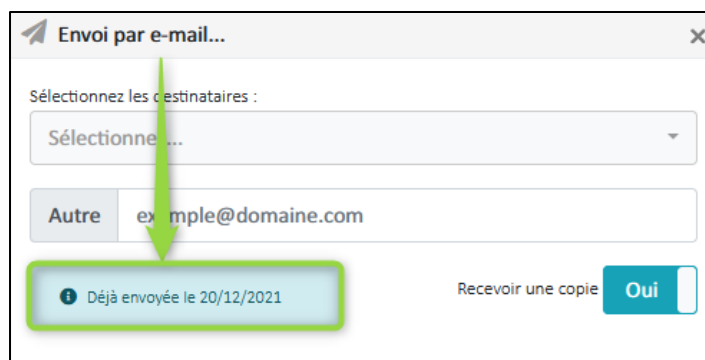 Envoi par e-mail...
Sélectionnez les destinataires :
Sélectionnez...
Autre
exemple@domaine.com
Déjà envoyée le 20/12/2021
Recevoir une copie
Oui